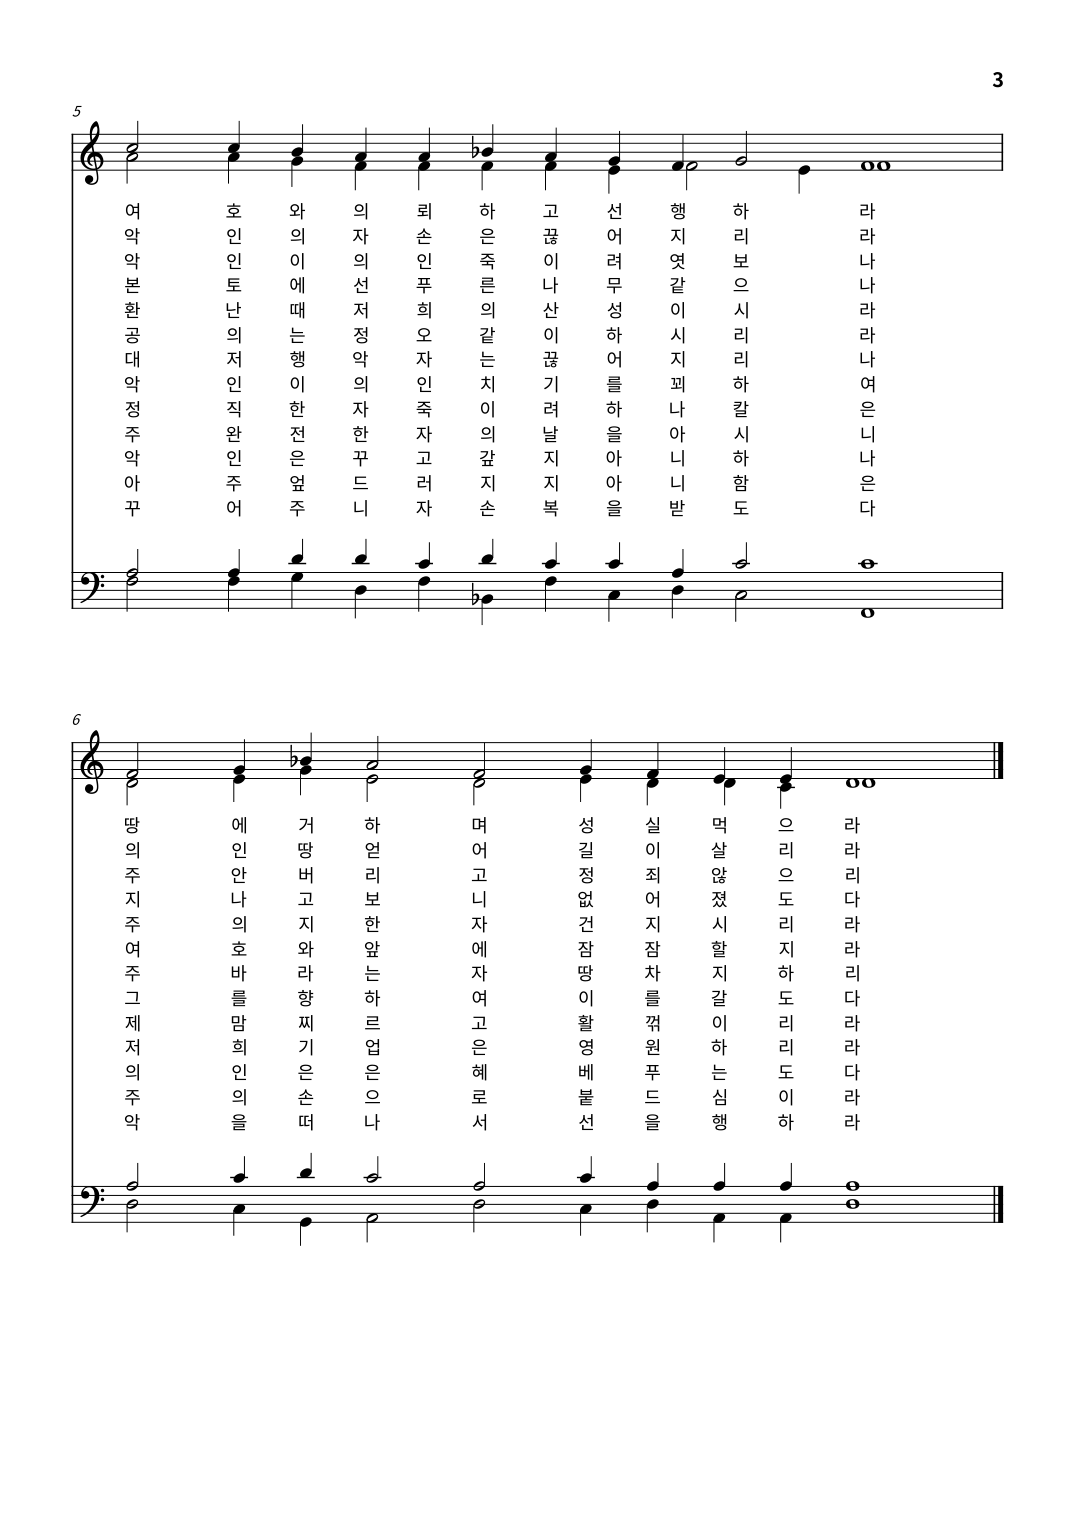 3
5
여 호 와 의 뢰 하 고 선 행 하 라
악 인 의 자 손 은 끊 어 지 리 라
악 인 이 의 인 죽 이 려 엿 보 나
본 토 에 선 푸 른 나 무 같 으 나
환 난 때 저 희 의 산 성 이 시 라
공 의 는 정 오 같 이 하 시 리 라
대 저 행 악 자 는 끊 어 지 리 나
악 인 이 의 인 치 기 를 꾀 하 여
정 직 한 자 죽 이 려 하 나 칼 은
주 완 전 한 자 의 날 을 아 시 니
악 인 은 꾸 고 갚 지 아 니 하 나
아 주 엎 드 러 지 지 아 니 함 은
꾸 어 주 니 자 손 복 을 받 도 다
6
땅 에 거 하 며 성 실 먹 으 라
의 인 땅 얻 어 길 이 살 리 라
주 안 버 리 고 정 죄 않 으 리
지 나 고 보 니 없 어 졌 도 다
주 의 지 한 자 건 지 시 리 라
여 호 와 앞 에 잠 잠 할 지 라
주 바 라 는 자 땅 차 지 하 리
그 를 향 하 여 이 를 갈 도 다
제 맘 찌 르 고 활 꺾 이 리 라
저 희 기 업 은 영 원 하 리 라
의 인 은 은 혜 베 푸 는 도 다
주 의 손 으 로 붙 드 심 이 라
악 을 떠 나 서 선 을 행 하 라